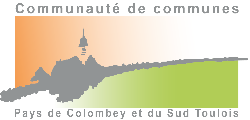 Communauté de communes
Pays de Colombey et du Sud Toulois